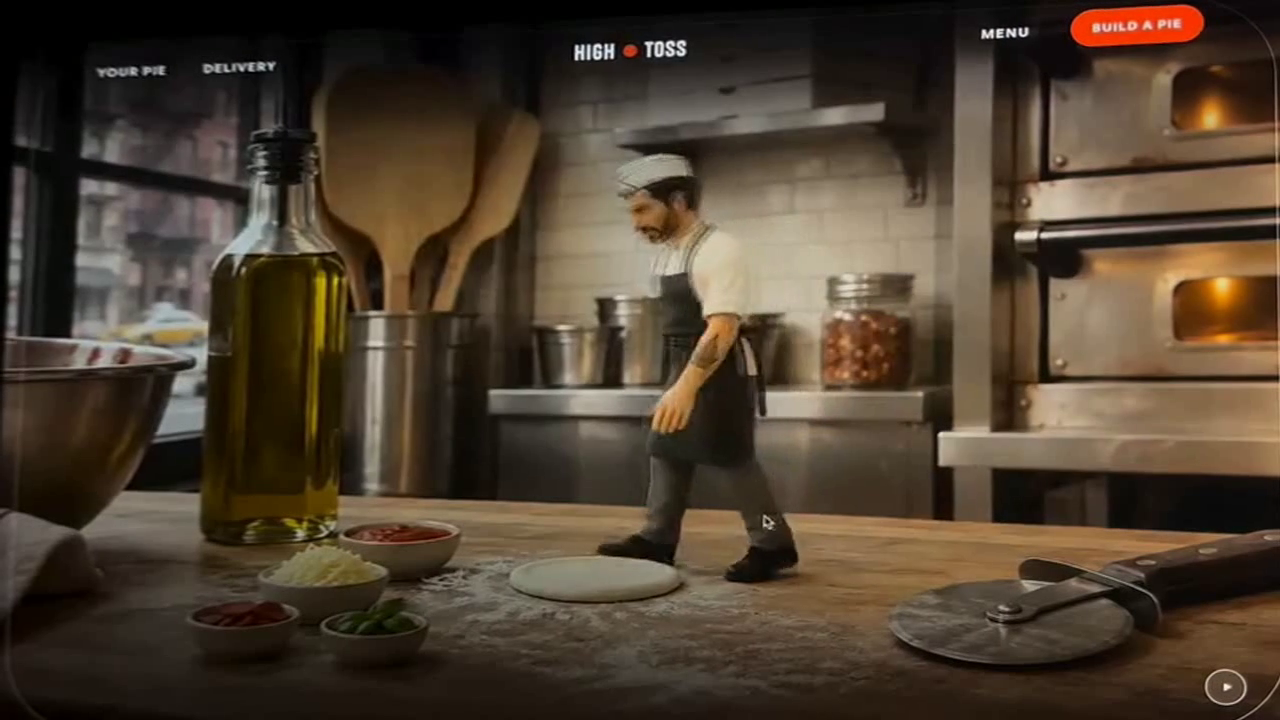 YOUR PIE
DELIVERY
HIGH TOSS
MENU
BUILD A PIE